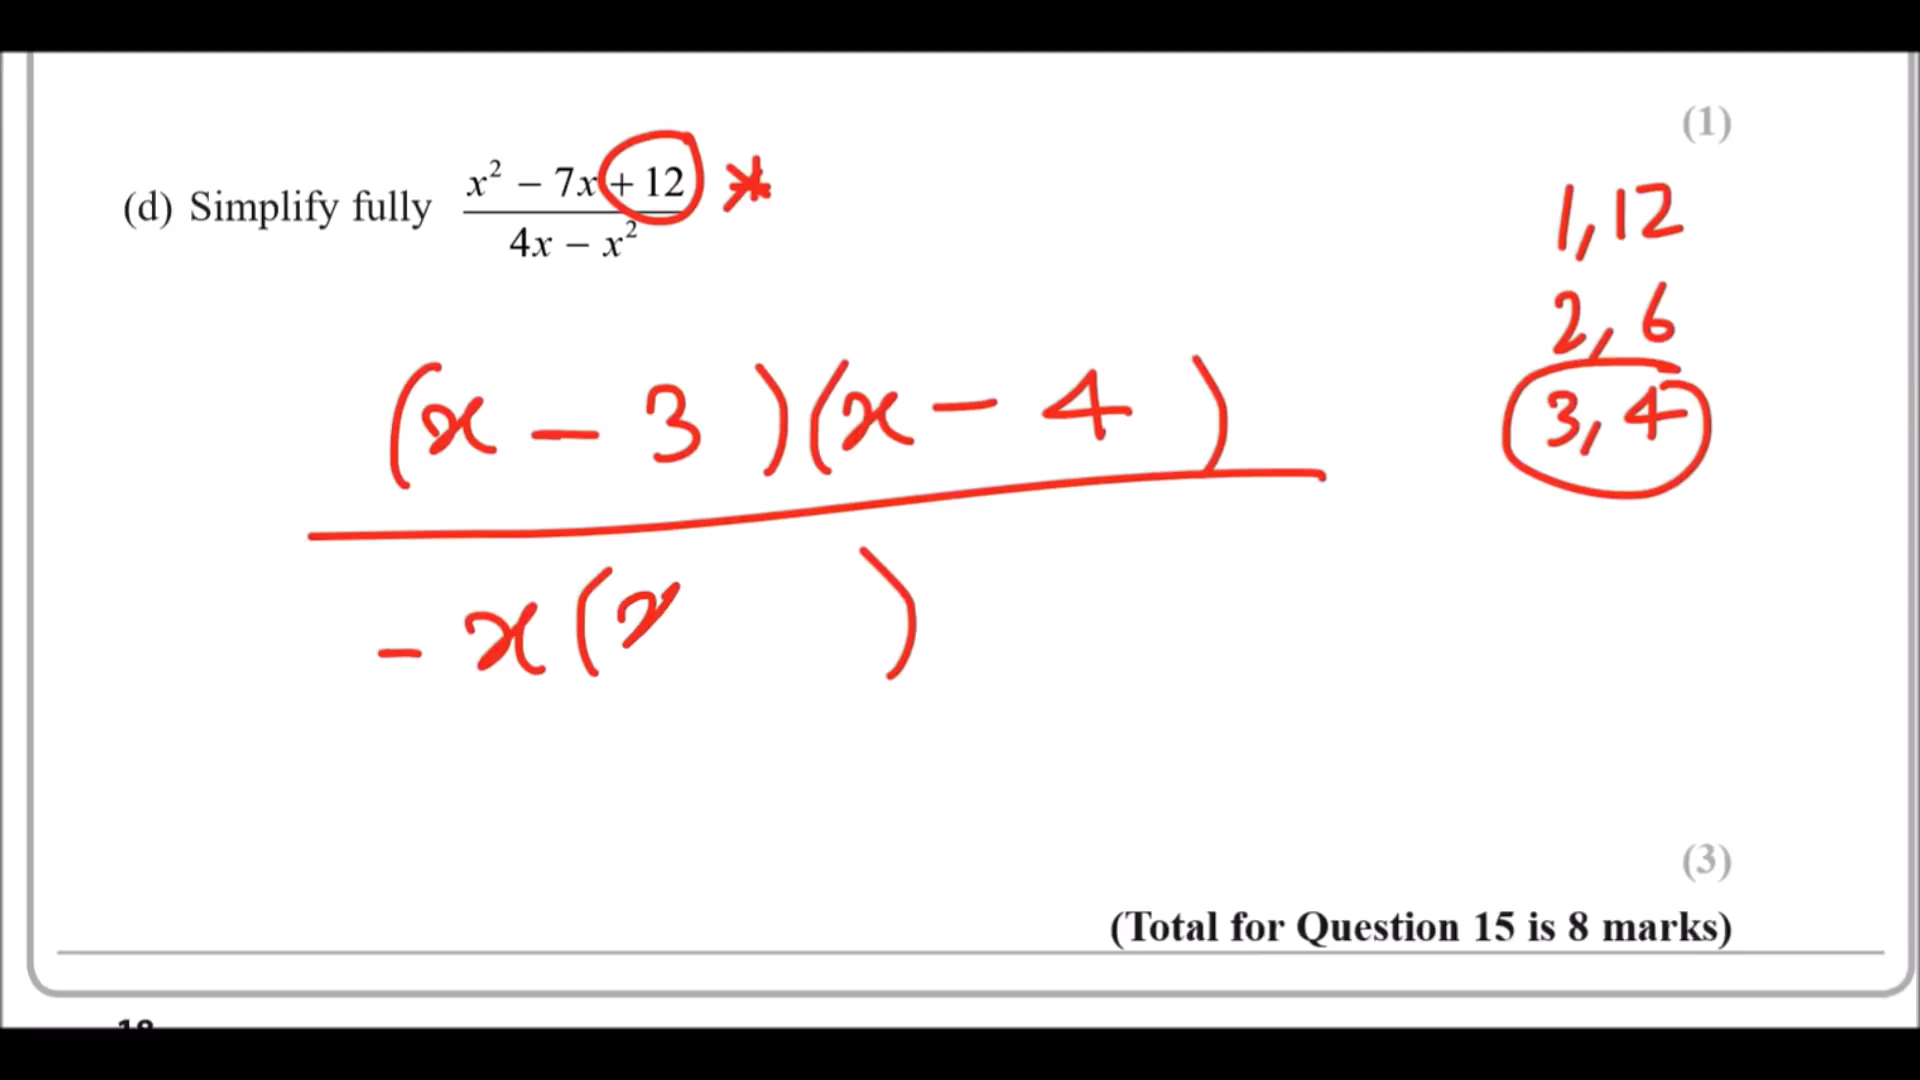 (1)
(d) Simplify fully x² − 7x + 12 *
4x − x²
1, 12
2, 6
3, 4
(x − 3 )(x − 4 )
− x (x )
(3)
(Total for Question 15 is 8 marks)